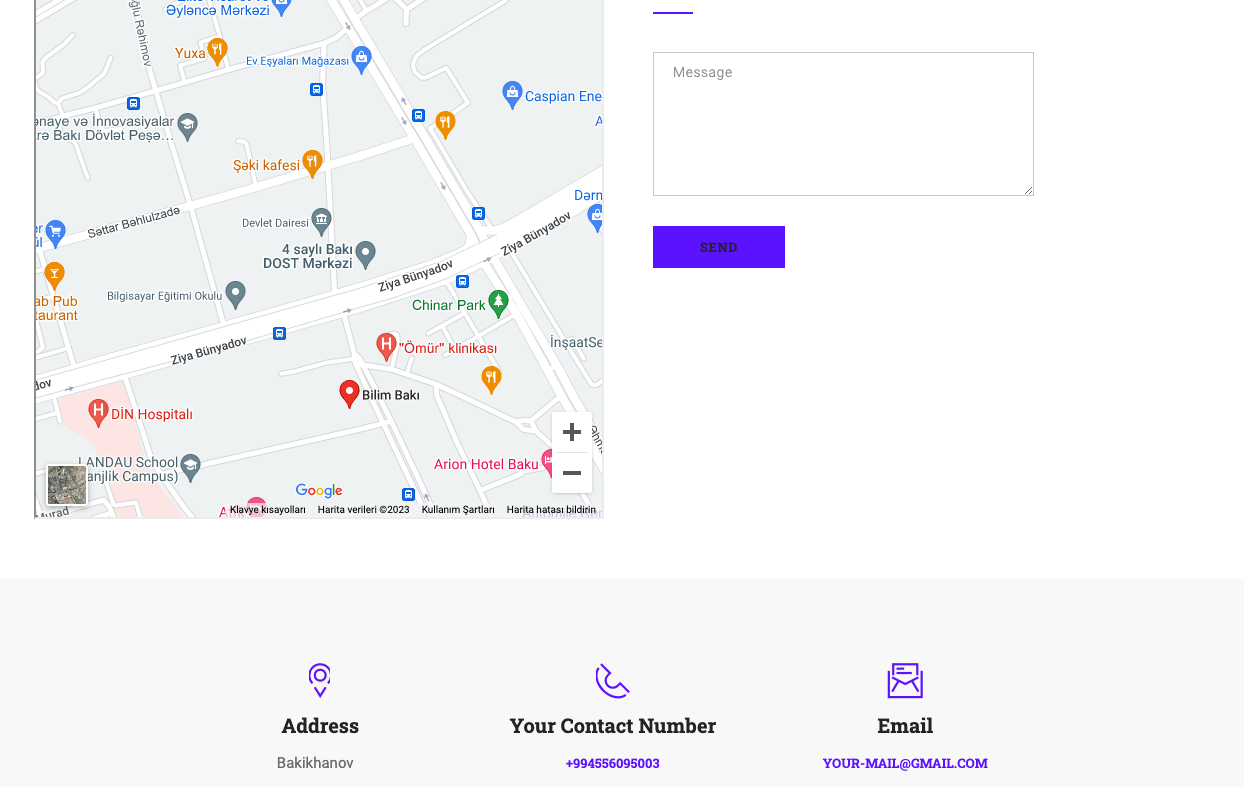 Əyləncə Mərkəzi
oğlu Rəhimov
Yuxa
Ev Eşyaları Mağazası
Caspian Ene
A
ənaye və İnnovasiyalar
rə Bakı Dövlət Peşə...
Şəki kafesi
Dərn
Səttar Bəhlulzadə
Devlet Dairesi
Ziya Bünyadov
4 saylı Bakı
DOST Mərkəzi
Ziya Bünyadov
ab Pub
taurant
Bilgisayar Eğitimi Okulu
Chinar Park
Ziya Bünyadov
"Ömür" klinikası
İnşaatSe
dov
Bilim Bakı
DİN Hospitalı
LANDAU School
anjlik Campus)
Arion Hotel Baku
Google
Murad
Klavye kısayolları Harita verileri ©2023 Kullanım Şartları Harita hatası bildirin
Message
SEND
Address
Bakikhanov
Your Contact Number
+994556095003
Email
YOUR-MAIL@GMAIL.COM